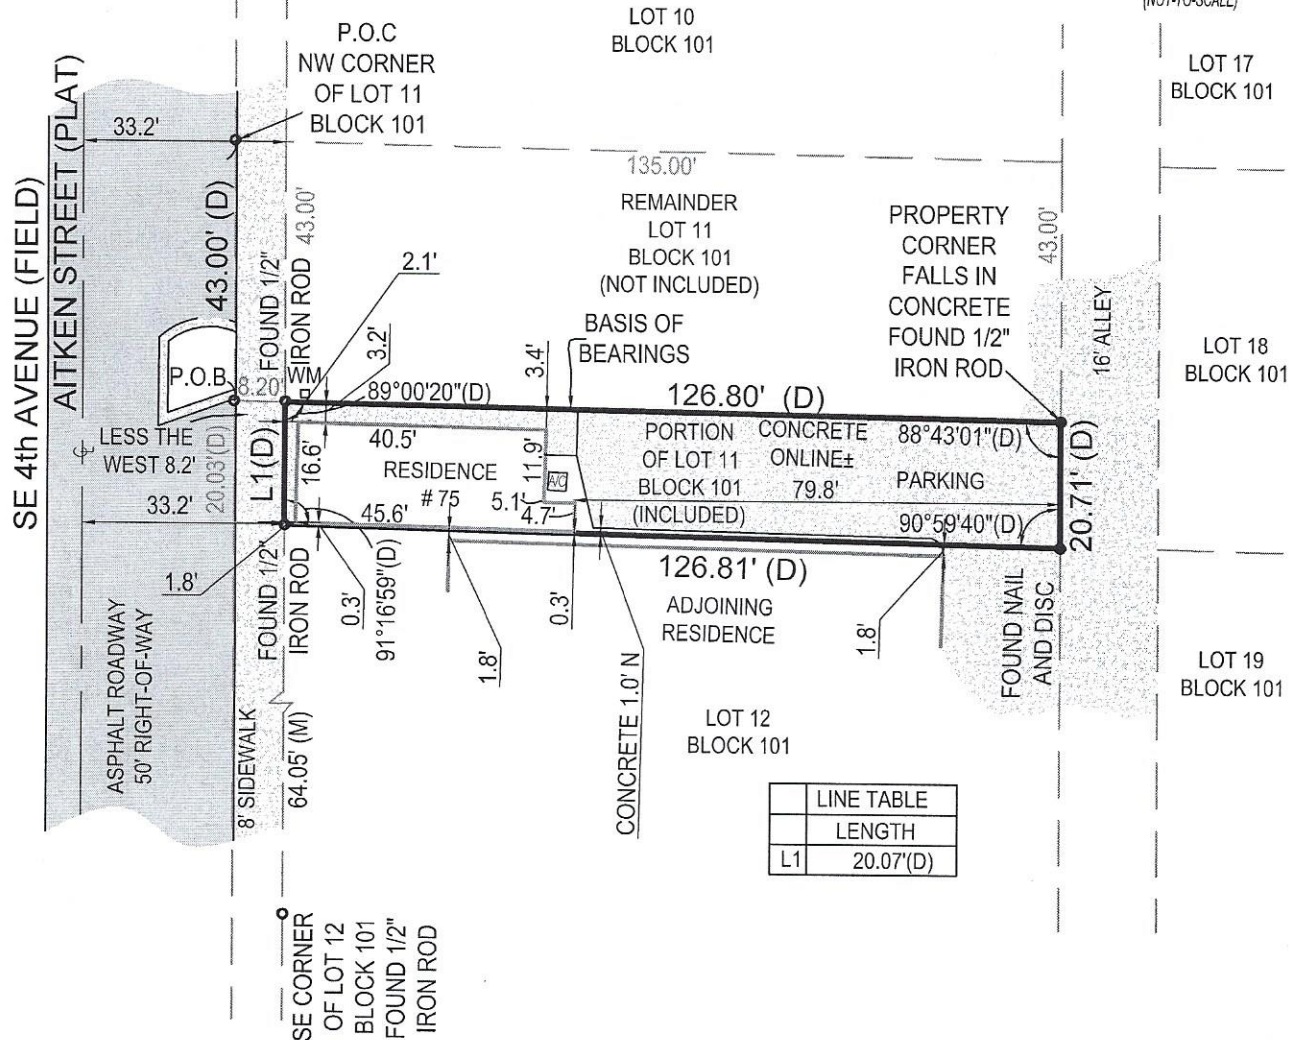 (NOT-TO-SCALE)
LOT 10
BLOCK 101
P.O.C
NW CORNER
OF LOT 11
BLOCK 101
LOT 17
BLOCK 101
SE 4th AVENUE (FIELD)
AITKEN STREET (PLAT)
33.2'
43.00' (D)
135.00'
FOUND 1/2"
IRON ROD
43.00'
2.1'
3.2'
REMAINDER
LOT 11
BLOCK 101
(NOT INCLUDED)
PROPERTY
CORNER
FALLS IN
CONCRETE
FOUND 1/2"
IRON ROD
43.00'
16' ALLEY
LOT 18
BLOCK 101
BASIS OF
BEARINGS
3.4'
P.O.B
8.20'
WM
89°00'20"(D)
126.80' (D)
LESS THE
WEST 8.2'
20.03'(D)
L1(D)
16.6'
40.5'
RESIDENCE
# 75
45.6'
11.9'
A/C
5.1'
4.7'
PORTION
OF LOT 11
BLOCK 101
(INCLUDED)
CONCRETE
ONLINE±
79.8'
88°43'01"(D)
PARKING
90°59'40"(D)
20.71' (D)
℄
33.2'
1.8'
FOUND 1/2"
IRON ROD
0.3'
91°16'59"(D)
1.8'
0.3'
126.81' (D)
ADJOINING
RESIDENCE
1.8'
FOUND NAIL
AND DISC
LOT 19
BLOCK 101
ASPHALT ROADWAY
50' RIGHT-OF-WAY
8' SIDEWALK
64.05' (M)
CONCRETE 1.0' N
LOT 12
BLOCK 101
LINE TABLE
LENGTH
L1 20.07'(D)
SE CORNER
OF LOT 12
BLOCK 101
FOUND 1/2"
IRON ROD